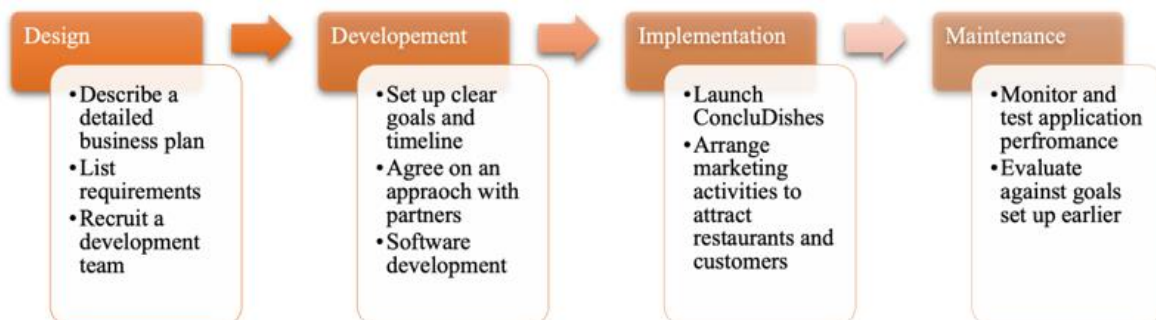 Design
•Describe a
detailed
business plan
•List
requirements
•Recruit a
development
team
Developement
•Set up clear
goals and
timeline
•Agree on an
appraoch with
partners
•Software
development
Implementation
•Launch
ConcluDishes
•Arrange
marketing
activities to
attract
restaurants and
customers
Maintenance
•Monitor and
test application
perfromance
•Evaluate
against goals
set up earlier